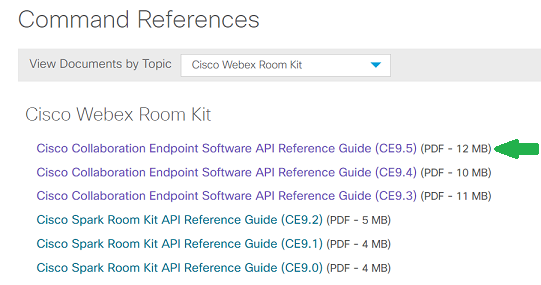 Command References
View Documents by Topic Cisco Webex Room Kit
Cisco Webex Room Kit
Cisco Collaboration Endpoint Software API Reference Guide (CE9.5) (PDF - 12 MB)
Cisco Collaboration Endpoint Software API Reference Guide (CE9.4) (PDF - 10 MB)
Cisco Collaboration Endpoint Software API Reference Guide (CE9.3) (PDF - 11 MB)
Cisco Spark Room Kit API Reference Guide (CE9.2) (PDF - 5 MB)
Cisco Spark Room Kit API Reference Guide (CE9.1) (PDF - 4 MB)
Cisco Spark Room Kit API Reference Guide (CE9.0) (PDF - 4 MB)